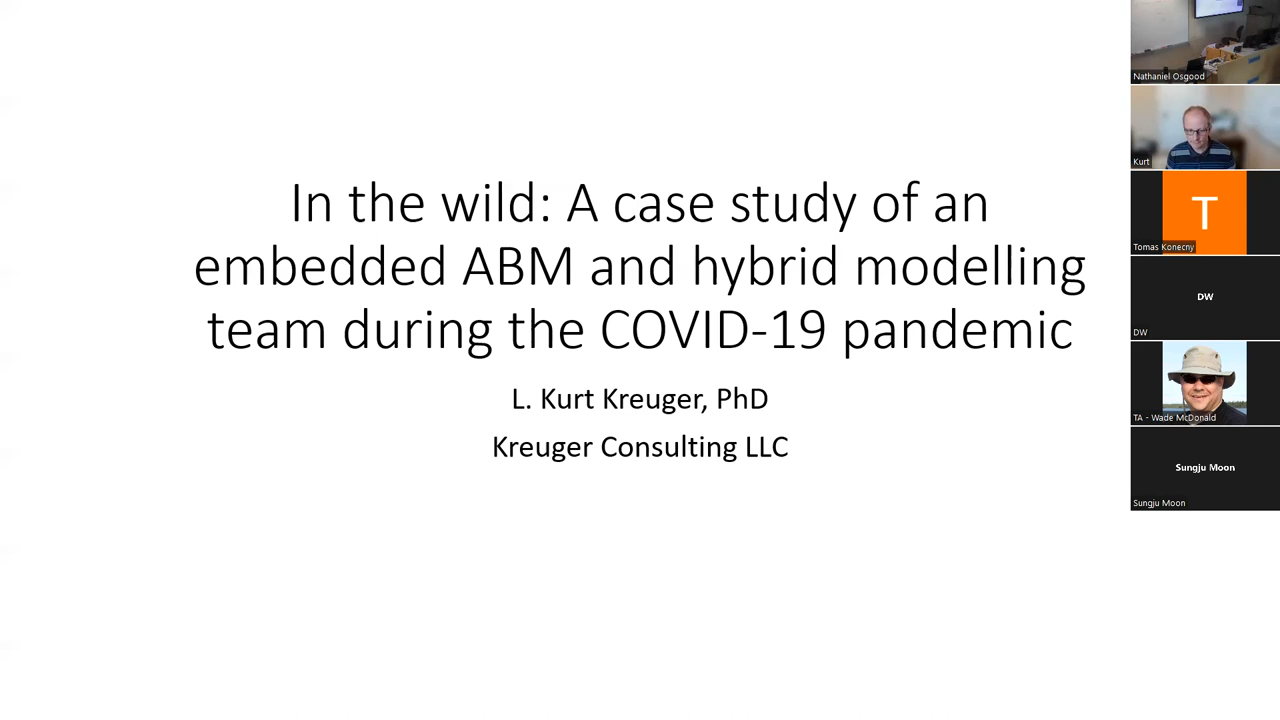 In the wild: A case study of an
embedded ABM and hybrid modelling
team during the COVID-19 pandemic
L. Kurt Kreuger, PhD
Kreuger Consulting LLC
Nathaniel Osgood
Kurt
T
Tomas Konecny
DW
DW
TA - Wade McDonald
Sungju Moon
Sungju Moon